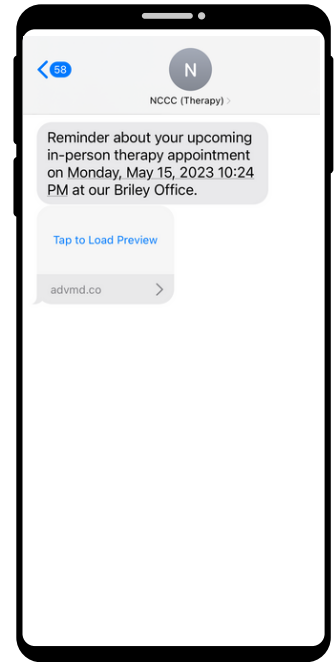 58
N
NCCC (Therapy)
Reminder about your upcoming
in-person therapy appointment
on Monday, May 15, 2023 10:24
PM at our Briley Office.
Tap to Load Preview
advmd.co